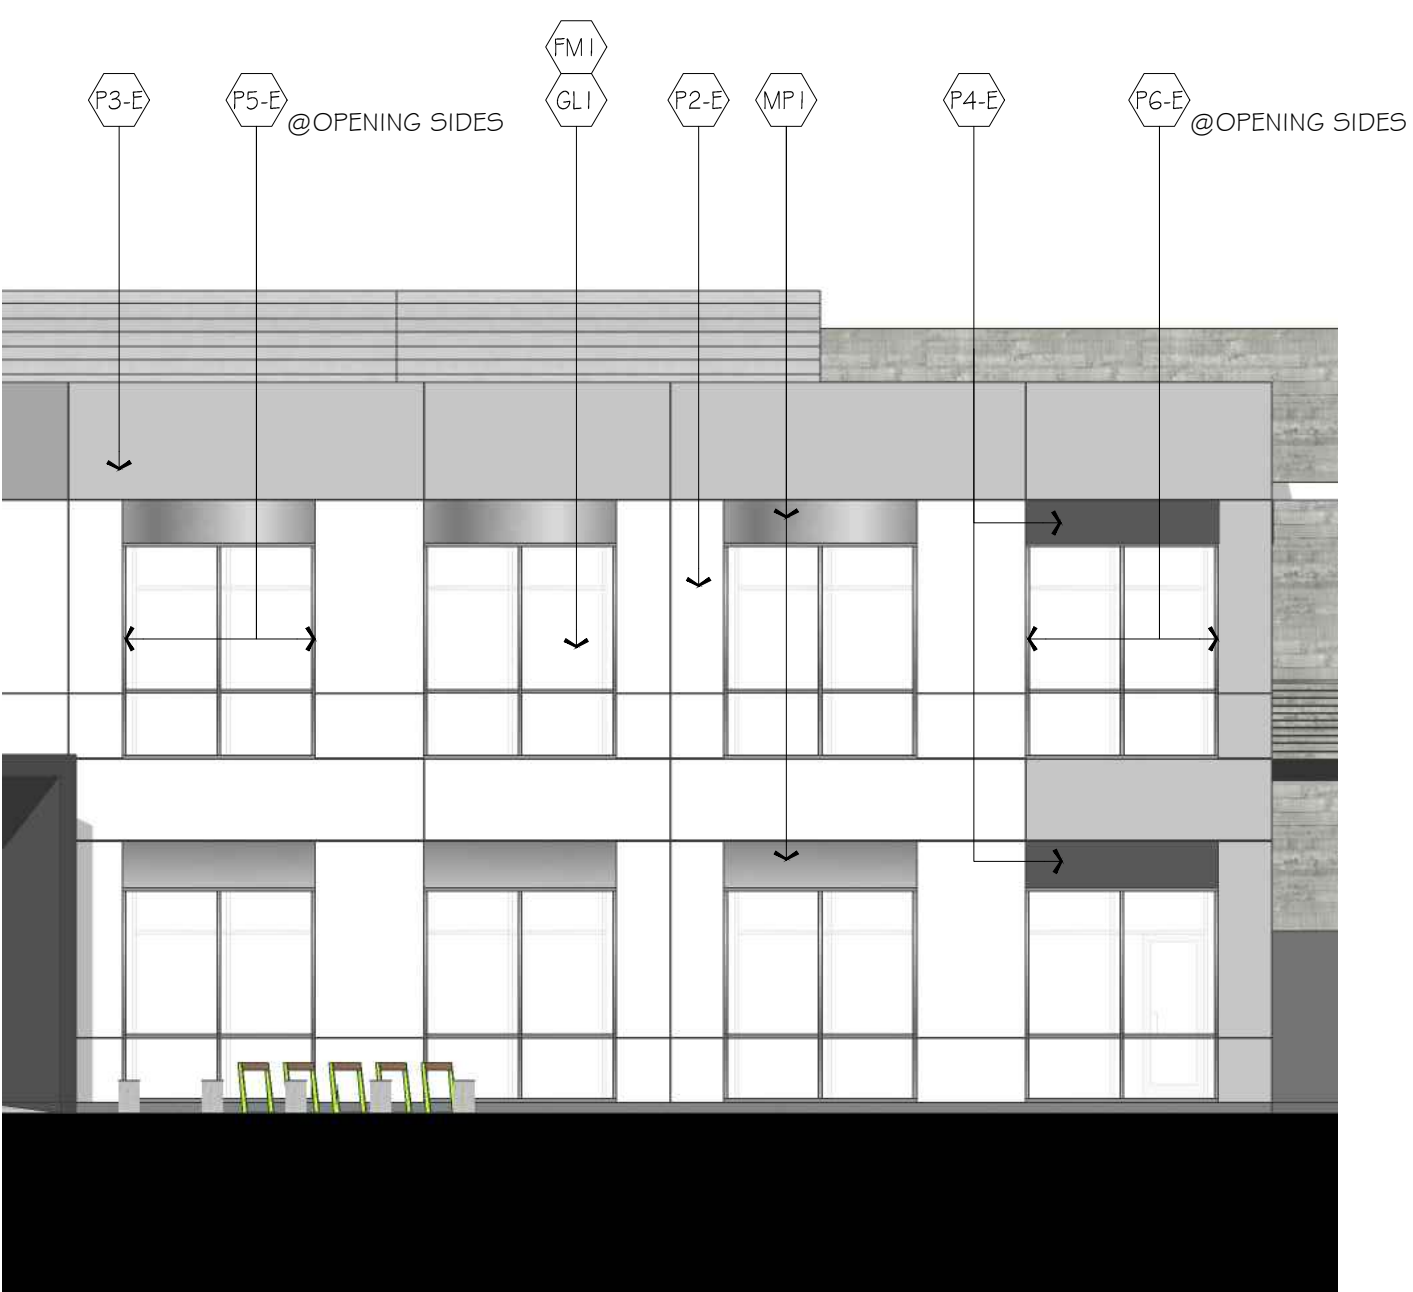 FM1
P3-E
P5-E
GL1
P2-E
MP1
P4-E
P6-E
@OPENING SIDES
@OPENING SIDES